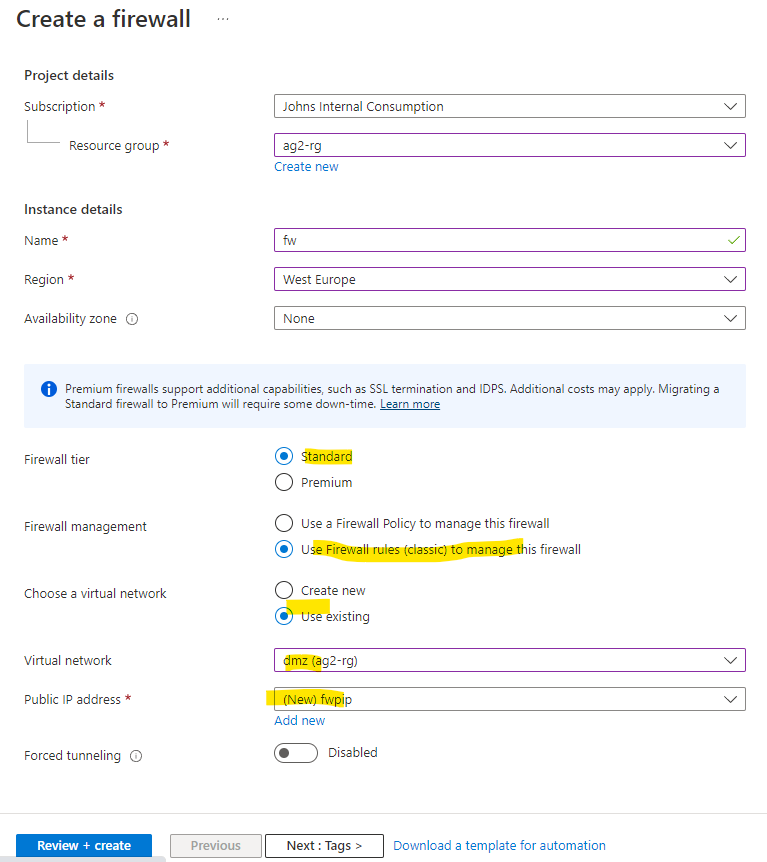 Create a firewall ...
Project details
Subscription *
Johns Internal Consumption
Resource group *
ag2-rg
Create new
Instance details
Name *
fw
Region *
West Europe
Availability zone
None
Premium firewalls support additional capabilities, such as SSL termination and IDPS. Additional costs may apply. Migrating a
Standard firewall to Premium will require some down-time. Learn more
Firewall tier
Standard
Premium
Firewall management
Use a Firewall Policy to manage this firewall
Use Firewall rules (classic) to manage this firewall
Choose a virtual network
Create new
Use existing
Virtual network
dmz (ag2-rg)
Public IP address *
(New) fwpip
Add new
Forced tunneling
Disabled
Review + create
Previous
Next : Tags >
Download a template for automation